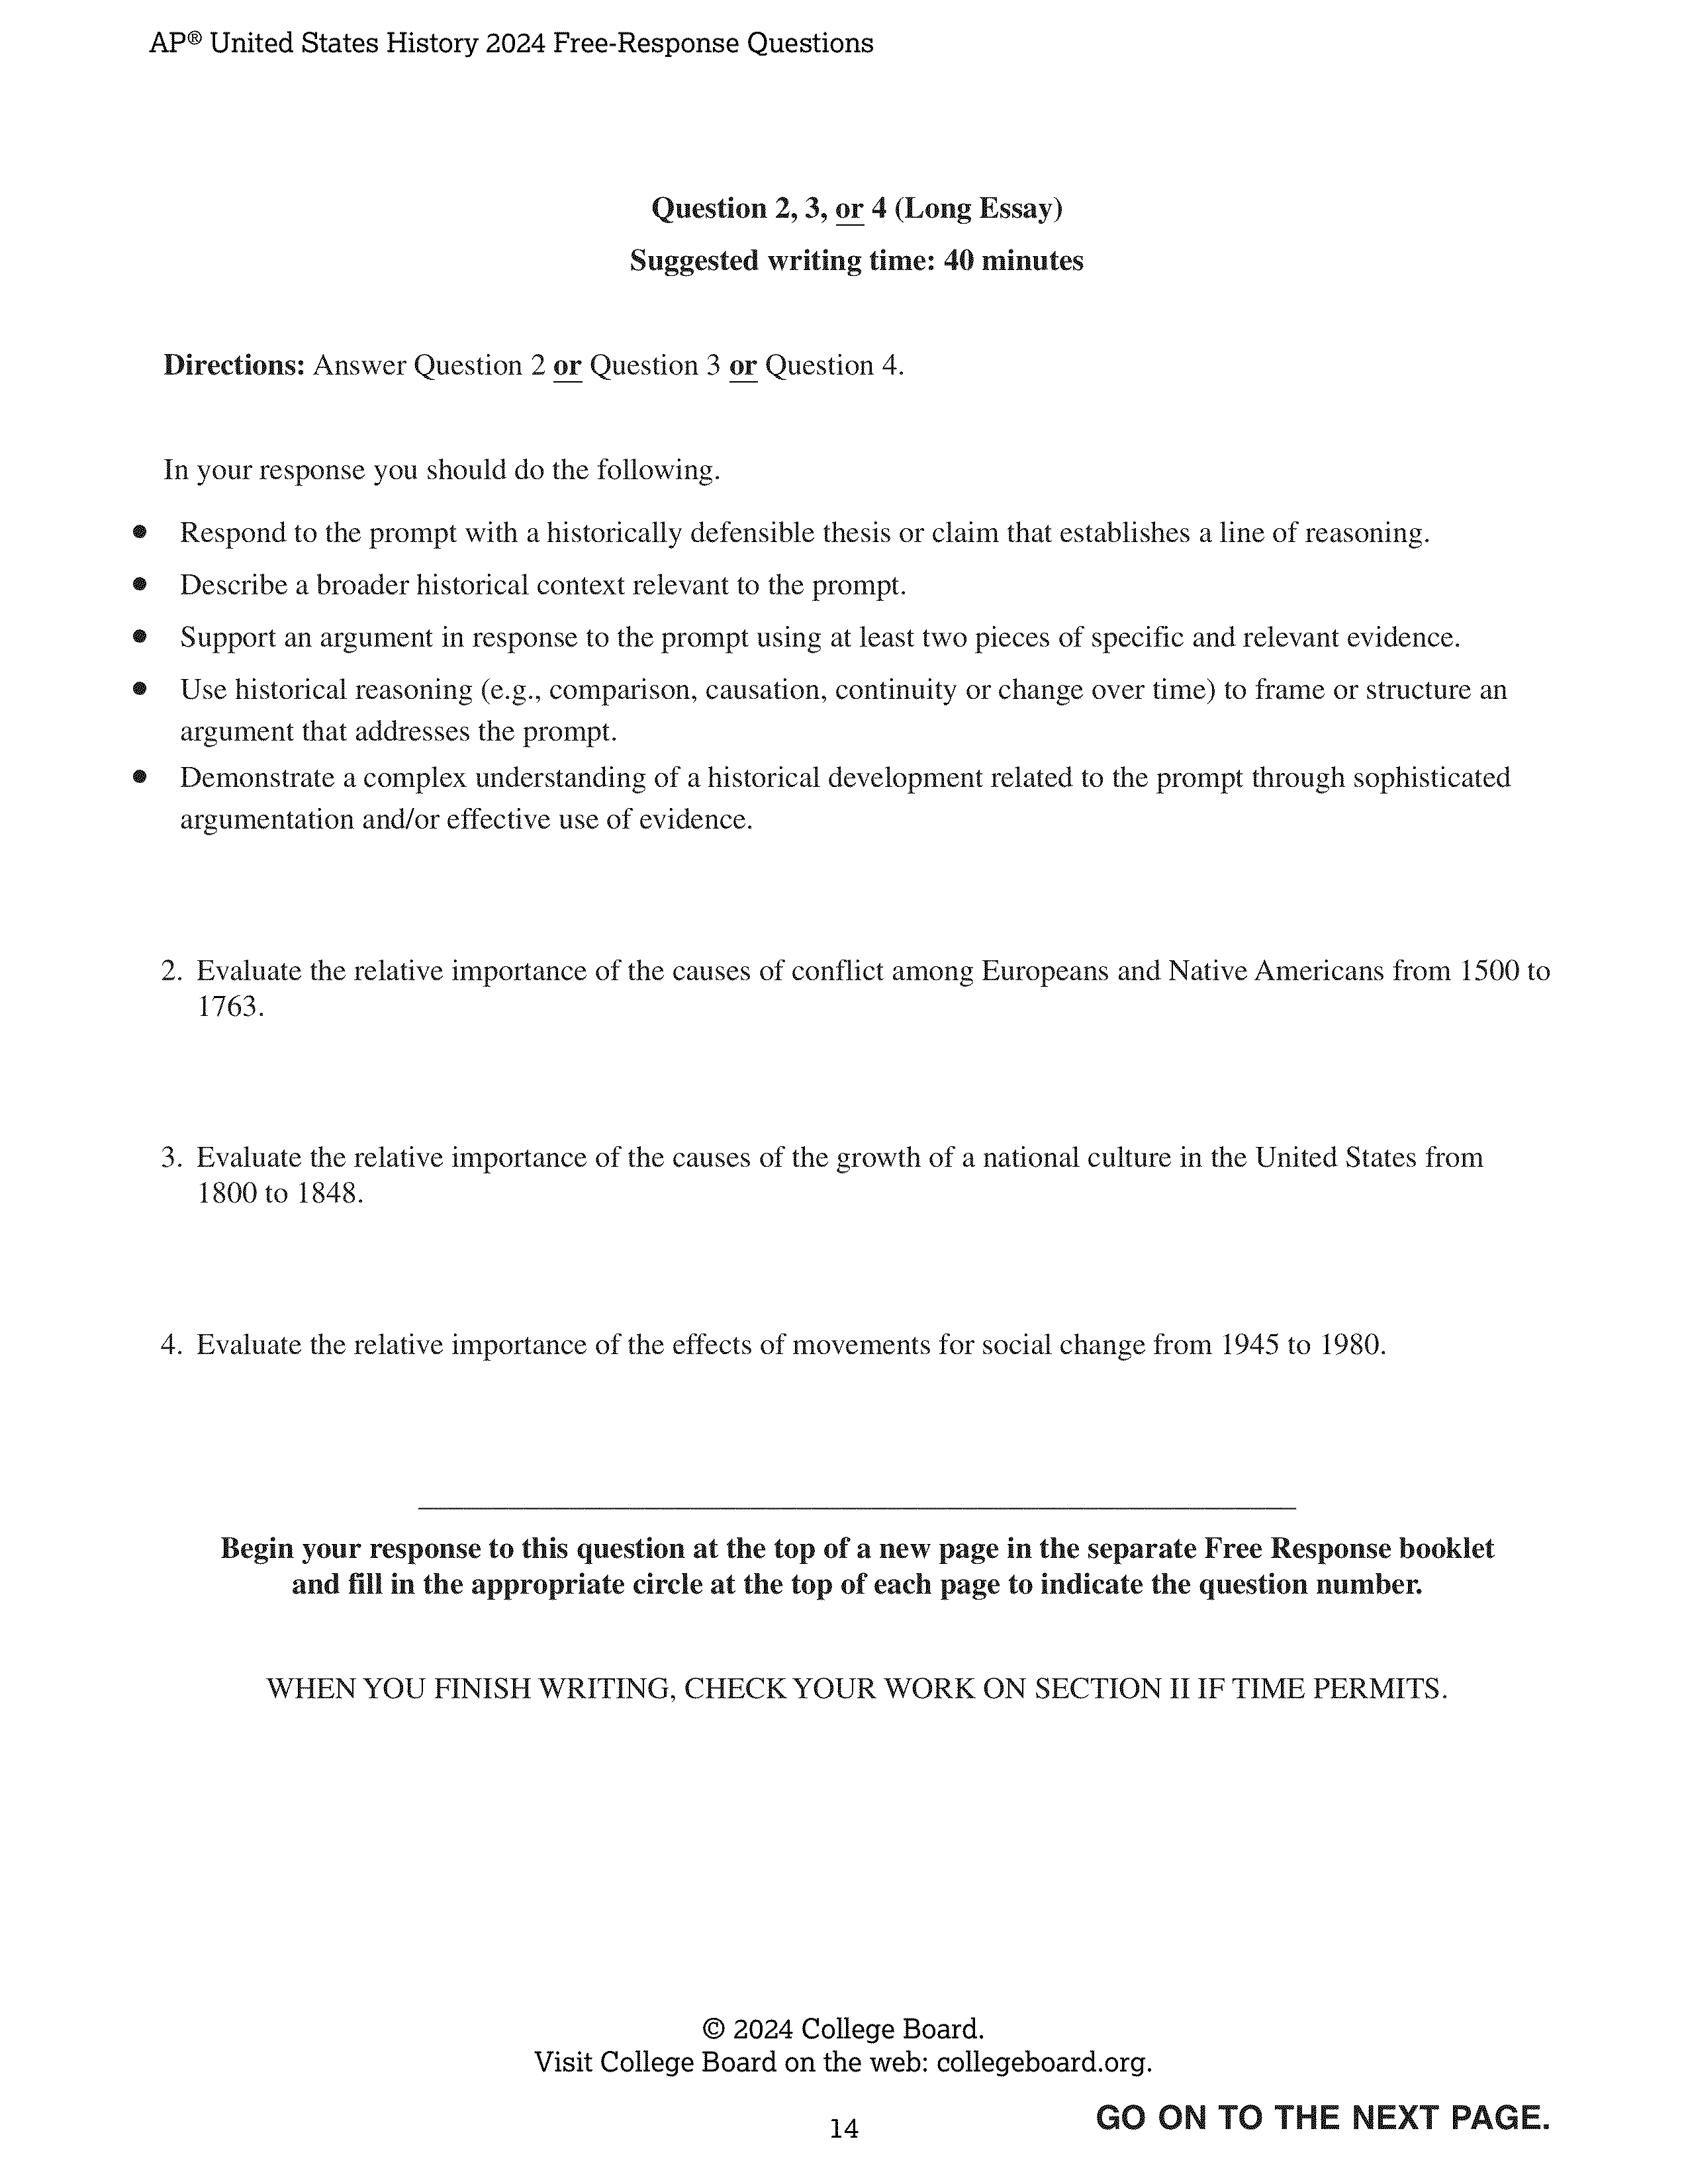 AP® United States History 2024 Free-Response Questions
Question 2, 3, or 4 (Long Essay)
Suggested writing time: 40 minutes
Directions: Answer Question 2 or Question 3 or Question 4.
In your response you should do the following.
● Respond to the prompt with a historically defensible thesis or claim that establishes a line of reasoning.
● Describe a broader historical context relevant to the prompt.
● Support an argument in response to the prompt using at least two pieces of specific and relevant evidence.
● Use historical reasoning (e.g., comparison, causation, continuity or change over time) to frame or structure an
argument that addresses the prompt.
● Demonstrate a complex understanding of a historical development related to the prompt through sophisticated
argumentation and/or effective use of evidence.
2. Evaluate the relative importance of the causes of conflict among Europeans and Native Americans from 1500 to
1763.
3. Evaluate the relative importance of the causes of the growth of a national culture in the United States from
1800 to 1848.
4. Evaluate the relative importance of the effects of movements for social change from 1945 to 1980.
Begin your response to this question at the top of a new page in the separate Free Response booklet
and fill in the appropriate circle at the top of each page to indicate the question number.
WHEN YOU FINISH WRITING, CHECK YOUR WORK ON SECTION II IF TIME PERMITS.
© 2024 College Board.
Visit College Board on the web: collegeboard.org.
GO ON TO THE NEXT PAGE.
14